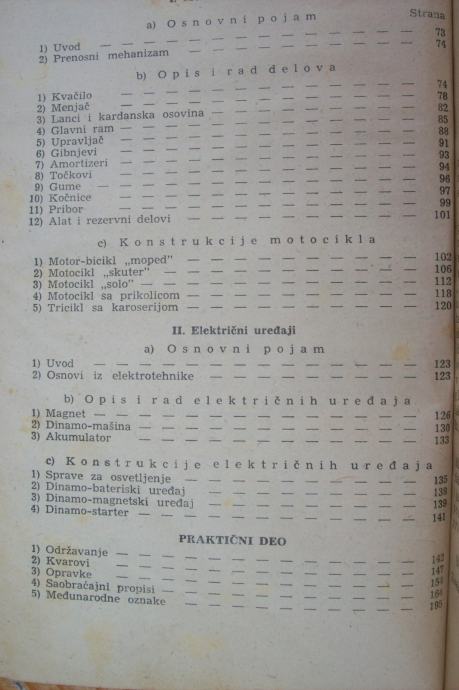 Strana
a) Osnovni pojam
1) Uvod — — — — — — — — — — 73
2) Prenosni mehanizam — — — — — — — 74
b) Opis i rad delova
1) Kvačilo — — — — — — — — — — 74
2) Menjač — — — — — — — — — — 78
3) Lanci i kardanska osovina — — — — — — — 82
4) Glavni ram — — — — — — — — — — 85
5) Upravljač — — — — — — — — — — 88
6) Gibnjevi — — — — — — — — — — 91
7) Amortizeri — — — — — — — — — — 93
8) Točkovi — — — — — — — — — — 94
9) Gume — — — — — — — — — — — 96
10) Kočnice — — — — — — — — — — 97
11) Pribor — — — — — — — — — — 99
12) Alat i rezervni delovi — — — — — — — — 101
c) Konstrukcije motocikla
1) Motor-bicikl „moped” — — — — — — — — 102
2) Motocikl „skuter” — — — — — — — — — 106
3) Motocikl „solo” — — — — — — — — — 112
4) Motocikl sa prikolicom — — — — — — — — 118
5) Tricikl sa karoserijom — — — — — — — — 120
II. Električni uređaji
a) Osnovni pojam
1) Uvod — — — — — — — — — — — 123
2) Osnovi iz elektrotehnike — — — — — — — 123
b) Opis i rad električnih uređaja
1) Magnet — — — — — — — — — — — 126
2) Dinamo-mašina — — — — — — — — — 130
3) Akumulator — — — — — — — — — — 133
c) Konstrukcije električnih uređaja
1) Sprave za osvetljenje — — — — — — — — 135
2) Dinamo-bateriski uređaj — — — — — — — 138
3) Dinamo-magnetski uređaj — — — — — — — 139
4) Dinamo-starter — — — — — — — — — 141
PRAKTIČNI DEO
1) Održavanje — — — — — — — — — — 142
2) Kvarovi — — — — — — — — — — 147
3) Opravke — — — — — — — — — — 154
4) Saobraćajni propisi — — — — — — — — 164
5) Međunarodne oznake — — — — — — — — 195